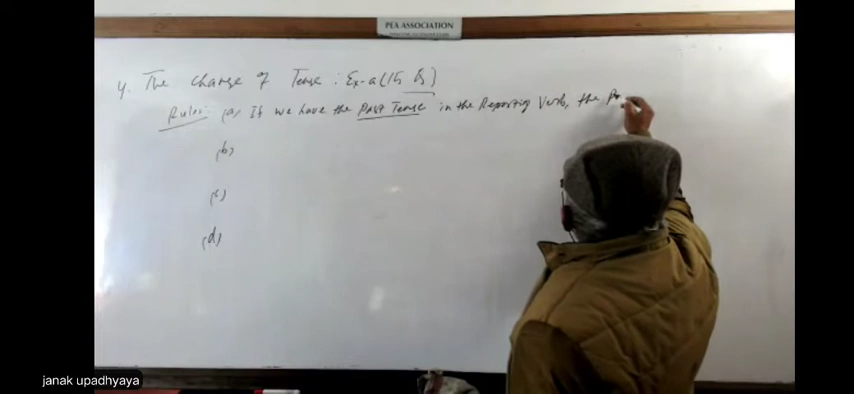 PEA ASSOCIATION
4. The change of Tense : Ex-a (15 Qs)
Rules: (a) If we have the Past Tense in the Reporting Verb, the
(b)
(c)
(d)
janak upadhyaya